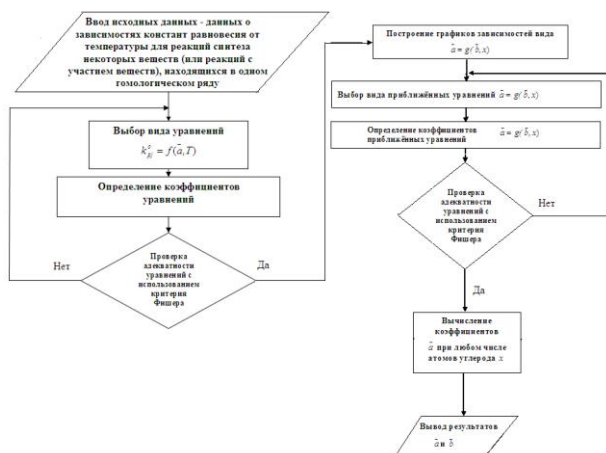 Ввод исходных данных - данных о
зависимостях констант равновесия от
температуры для реакций синтеза
некоторых веществ (или реакций с
участием веществ), находящихся в одном
гомологическом ряду
Выбор вида уравнений
= f(ā,T)
Определение коэффициентов
уравнений
Проверка
адекватности
уравнений с
использованием
критерия
Фишера
Нет
Да
Построение графиков зависимостей вида
ā = g(b̄,x)
Выбор вида приближённых уравнений ā = g(b̄,x)
Определение коэффициентов ā = g(b̄,x)
приближённых уравнений
Проверка
адекватности
уравнений с
использованием
критерия
Фишера
Нет
Да
Вычисление
коэффициентов
ā при любом числе
атомов углерода x
Вывод результатов
ā и b̄